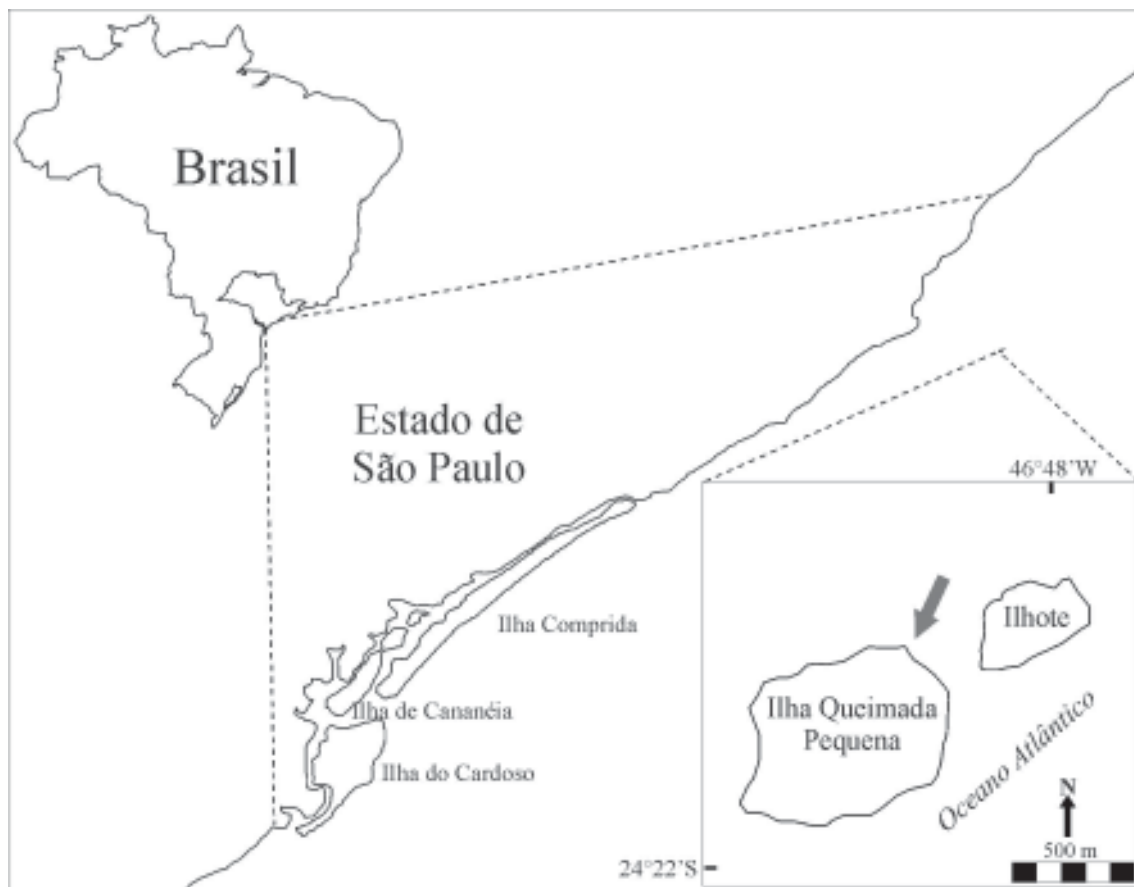 Brasil
Estado de
São Paulo
46°48'W
Ilhote
Ilha Comprida
Ilha Queimada
Pequena
Ilha de Cananéia
Ilha do Cardoso
Oceano Atlântico
N
500 m
24°22'S